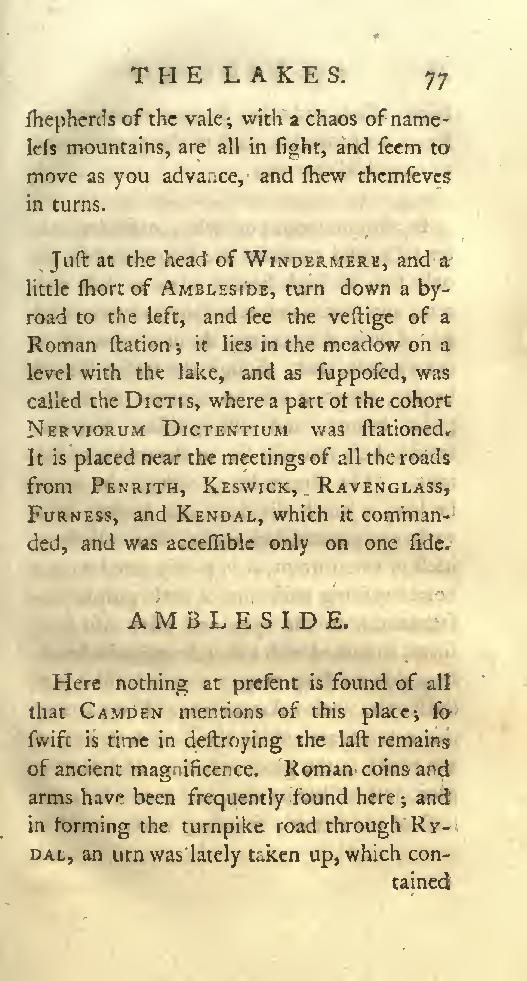 THE LAKES. 77
ſhepherds of the vale; with a chaos of name-
leſs mountains, are all in ſight, and ſeem to
move as you advance, and ſhew themſeves
in turns.
Juſt at the head of WINDERMERE, and a
little ſhort of AMBLESIDE, turn down a by-
road to the left, and ſee the veſtige of a
Roman ſtation; it lies in the meadow on a
level with the lake, and as ſuppoſed, was
called the DICTIS, where a part of the cohort
NERVIORUM DICTENTIUM was ſtationed.
It is placed near the meetings of all the roads
from PENRITH, KESWICK, RAVENGLASS,
FURNESS, and KENDAL, which it comman-
ded, and was acceſſible only on one ſide.
AMBLESIDE.
Here nothing at preſent is found of all
that CAMDEN mentions of this place; ſo
ſwift is time in deſtroying the laſt remains
of ancient magnificence. Roman coins and
arms have been frequently found here; and
in forming the turnpike road through RY-
DAL, an urn was lately taken up, which con-
tained